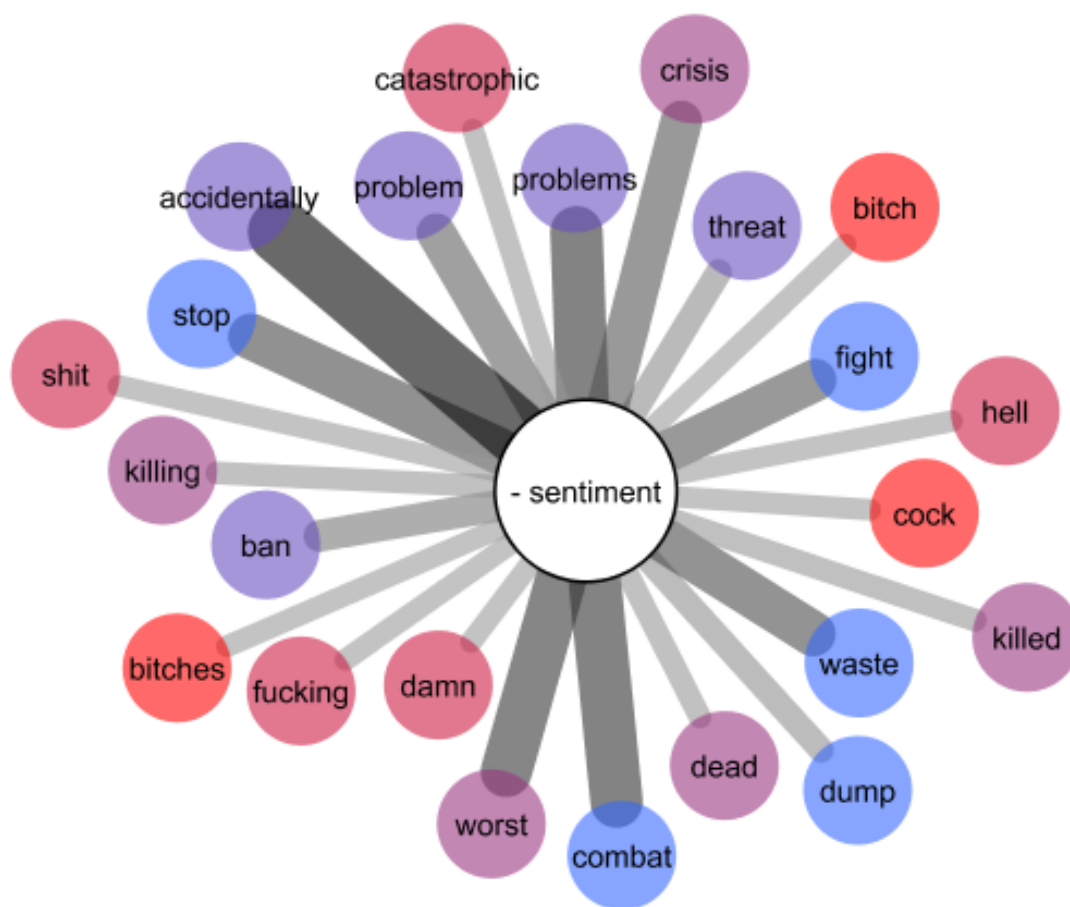 catastrophic
crisis
accidentally
problem
problems
threat
bitch
stop
fight
shit
hell
killing
- sentiment
cock
ban
bitches
fucking
damn
killed
waste
worst
combat
dead
dump